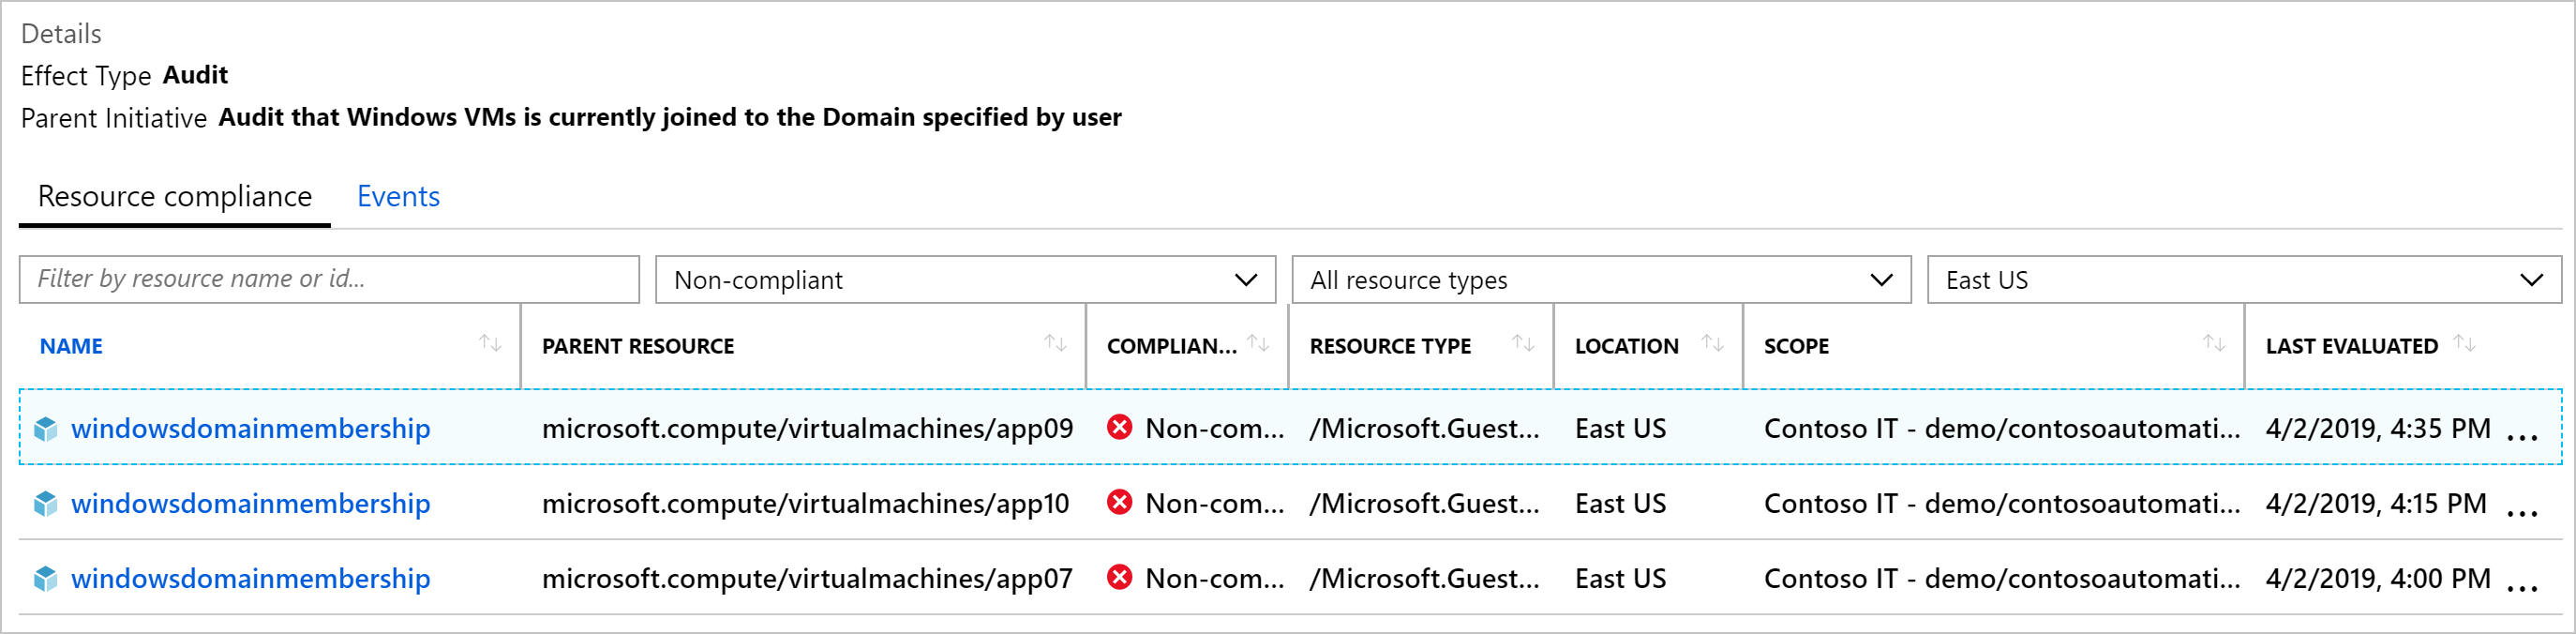 Details
Effect Type Audit
Parent Initiative Audit that Windows VMs is currently joined to the Domain specified by user
Resource compliance Events
Filter by resource name or id... Non-compliant All resource types East US
NAME PARENT RESOURCE COMPLIAN... RESOURCE TYPE LOCATION SCOPE LAST EVALUATED
windowsdomainmembership microsoft.compute/virtualmachines/app09 Non-com... /Microsoft.Guest... East US Contoso IT - demo/contosoautomati... 4/2/2019, 4:35 PM ...
windowsdomainmembership microsoft.compute/virtualmachines/app10 Non-com... /Microsoft.Guest... East US Contoso IT - demo/contosoautomati... 4/2/2019, 4:15 PM ...
windowsdomainmembership microsoft.compute/virtualmachines/app07 Non-com... /Microsoft.Guest... East US Contoso IT - demo/contosoautomati... 4/2/2019, 4:00 PM ...